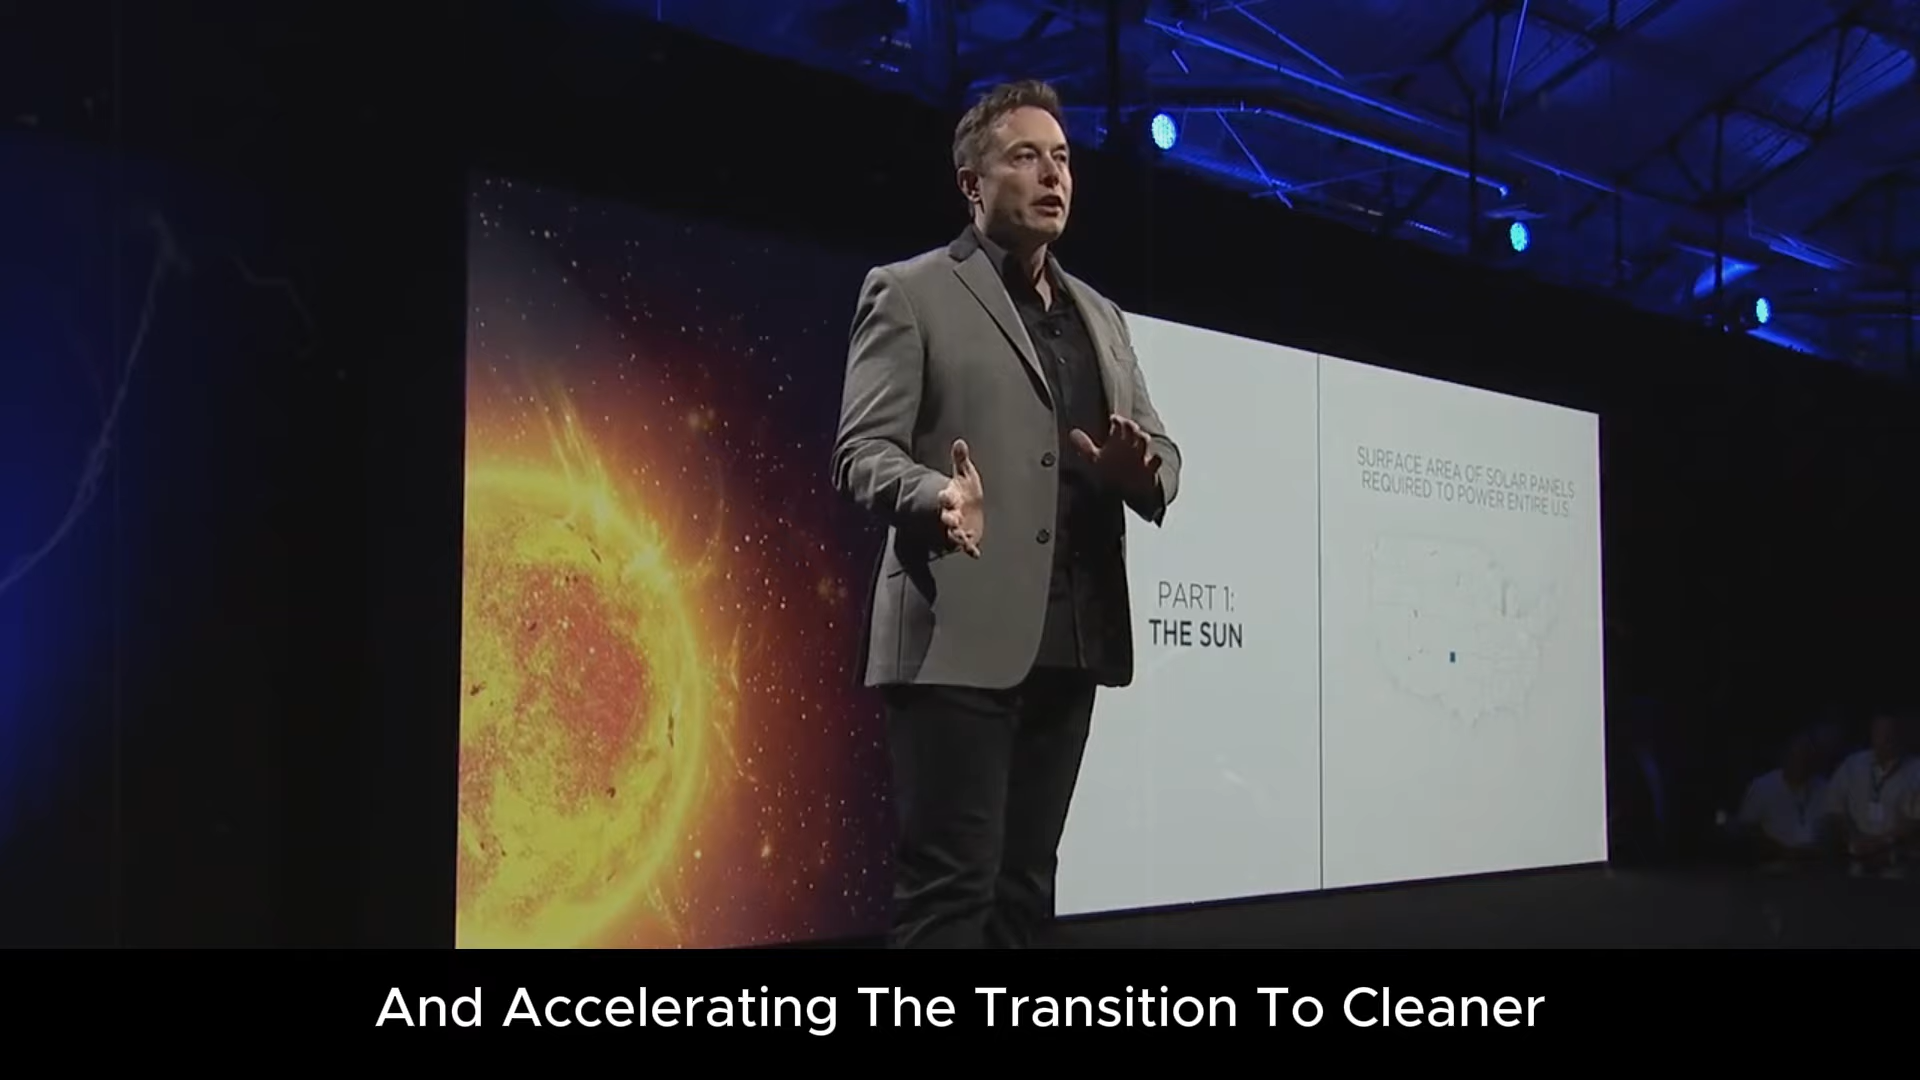 SURFACE AREA OF SOLAR PANELS
REQUIRED TO POWER ENTIRE U.S.
PART 1:
THE SUN
And Accelerating The Transition To Cleaner